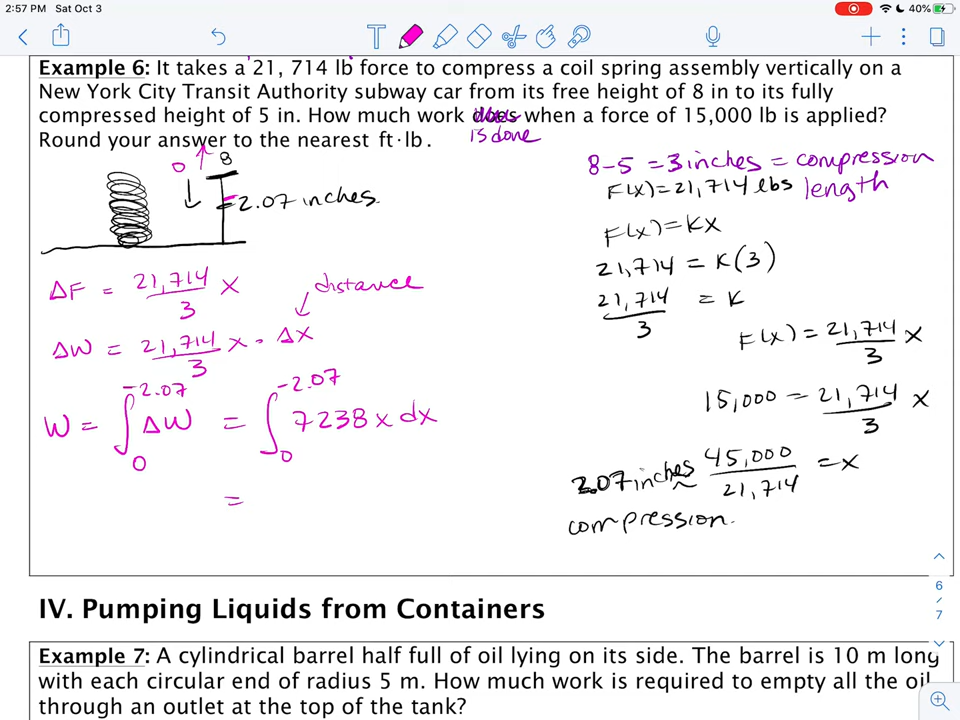 2:57 PM Sat Oct 3
40%
Example 6: It takes a 21, 714 lb force to compress a coil spring assembly vertically on a
New York City Transit Authority subway car from its free height of 8 in to its fully
compressed height of 5 in. How much work does when a force of 15,000 lb is applied?
is done
Round your answer to the nearest ft·lb.
0 8
-2.07 inches.
ΔF = 21,714/3 x
distance
ΔW = 21,714/3 x · Δx
W = ∫₀^-2.07 ΔW = ∫₀^-2.07 7238 x dx
=
8-5 = 3 inches = compression
length
F(x) = 21,714 lbs
F(x) = Kx
21,714 = K(3)
21,714/3 = K
F(x) = 21,714/3 x
15,000 = 21,714/3 x
2.07 inches ≈ 45,000/21,714 = x
compression.
6
/
7
IV. Pumping Liquids from Containers
Example 7: A cylindrical barrel half full of oil lying on its side. The barrel is 10 m long
with each circular end of radius 5 m. How much work is required to empty all the oil
through an outlet at the top of the tank?